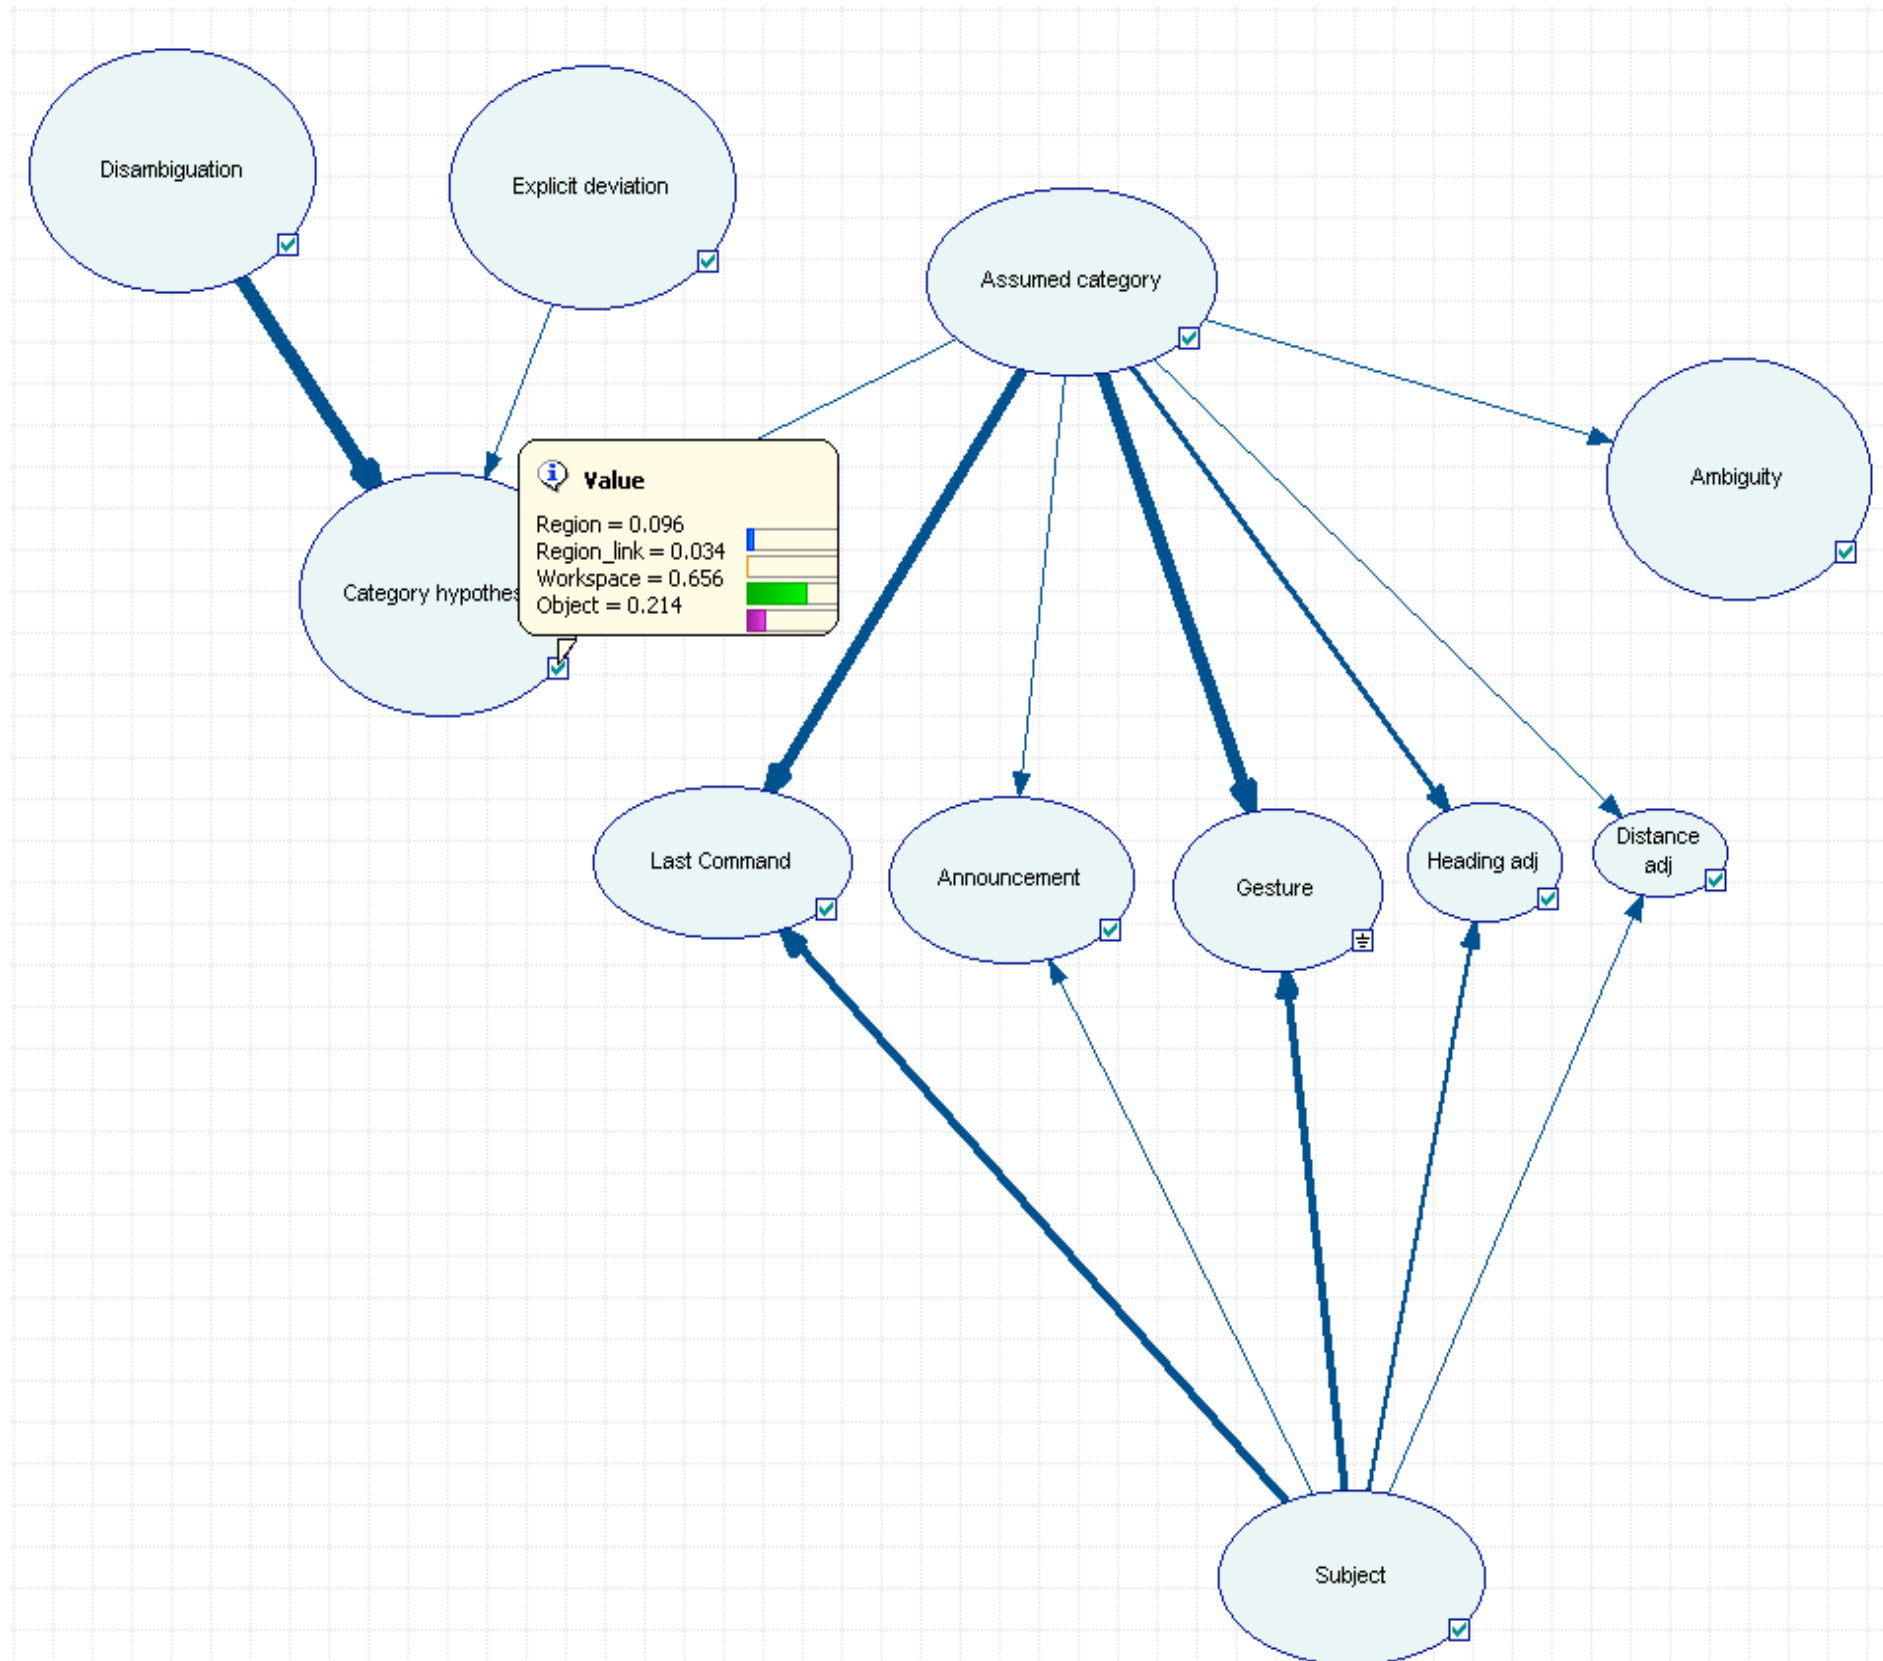 Disambiguation
Explicit deviation
Assumed category
Ambiguity
Value
Region = 0.096
Region_link = 0.034
Workspace = 0.656
Object = 0.214
Category hypothes
Last Command
Announcement
Gesture
Heading adj
Distance
adj
Subject